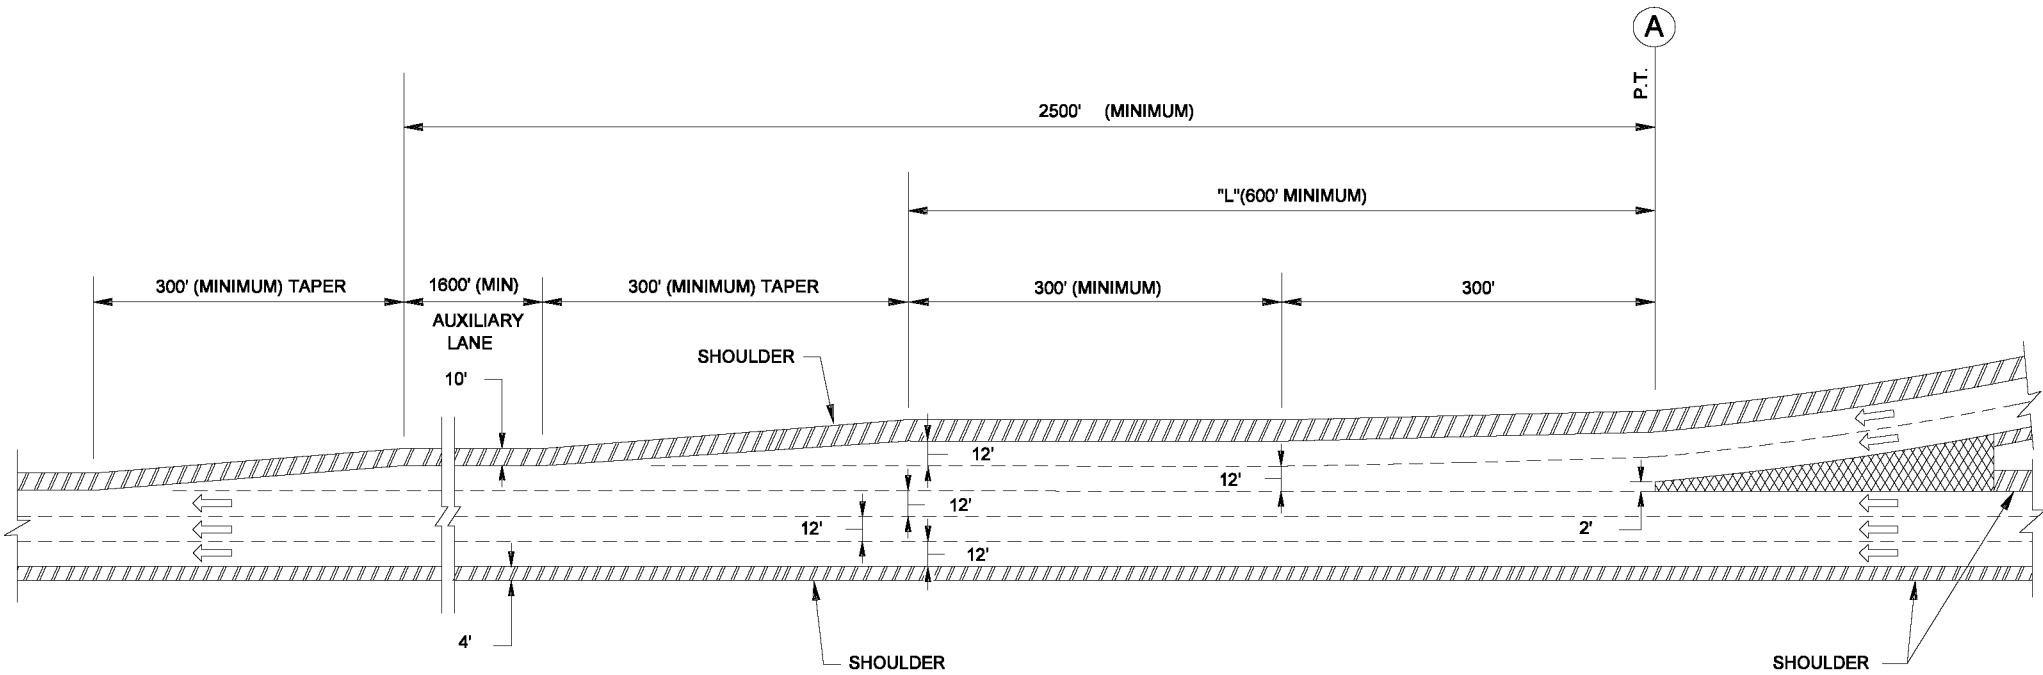 A
P.T.
2500' (MINIMUM)
"L"(600' MINIMUM)
300' (MINIMUM) TAPER
1600' (MIN)
300' (MINIMUM) TAPER
300' (MINIMUM)
300'
AUXILIARY
LANE
SHOULDER
10'
12'
12'
12'
12'
2'
12'
4'
SHOULDER
SHOULDER